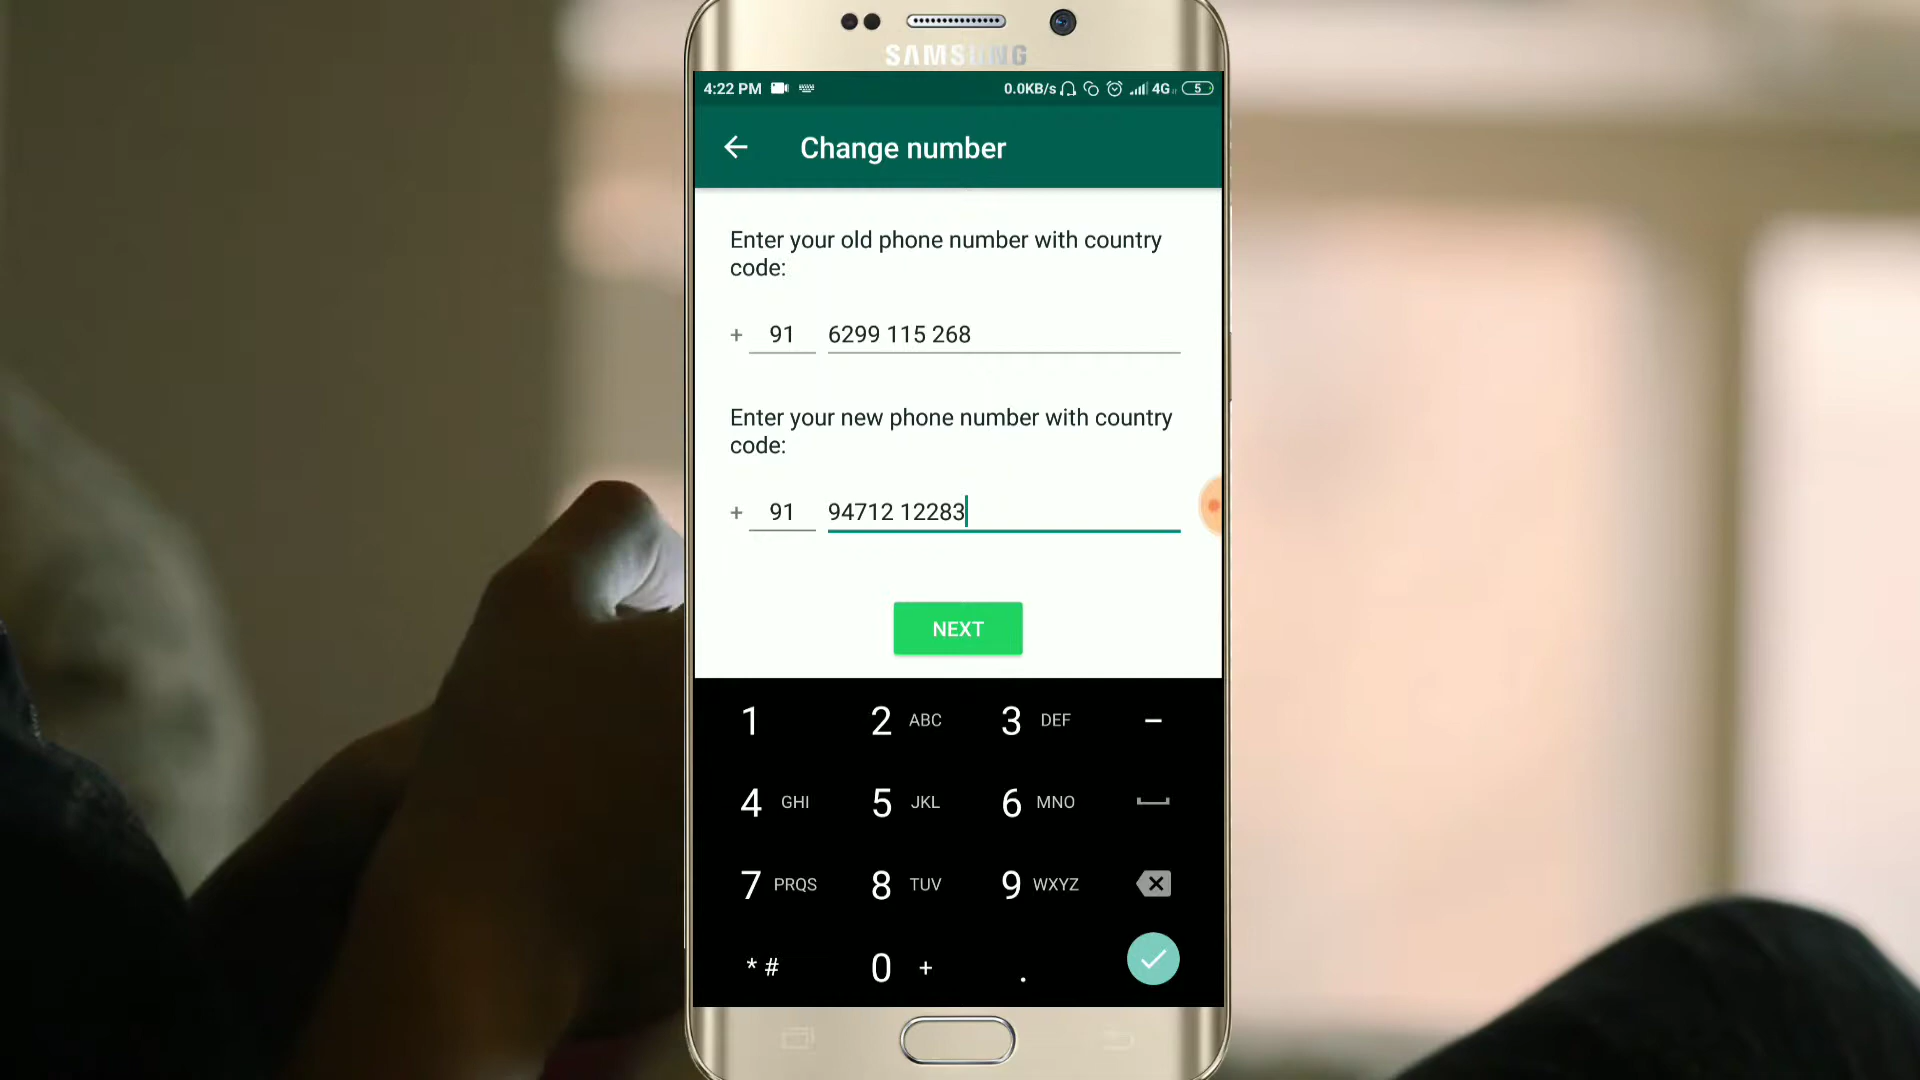 SAMSUNG
4:22 PM 0.0KB/s 4G 5
Change number
Enter your old phone number with country
code:
+ 91 6299 115 268
Enter your new phone number with country
code:
+ 91 94712 12283
NEXT
1 2 ABC 3 DEF –
4 GHI 5 JKL 6 MNO
7 PRQS 8 TUV 9 WXYZ
* # 0 + .